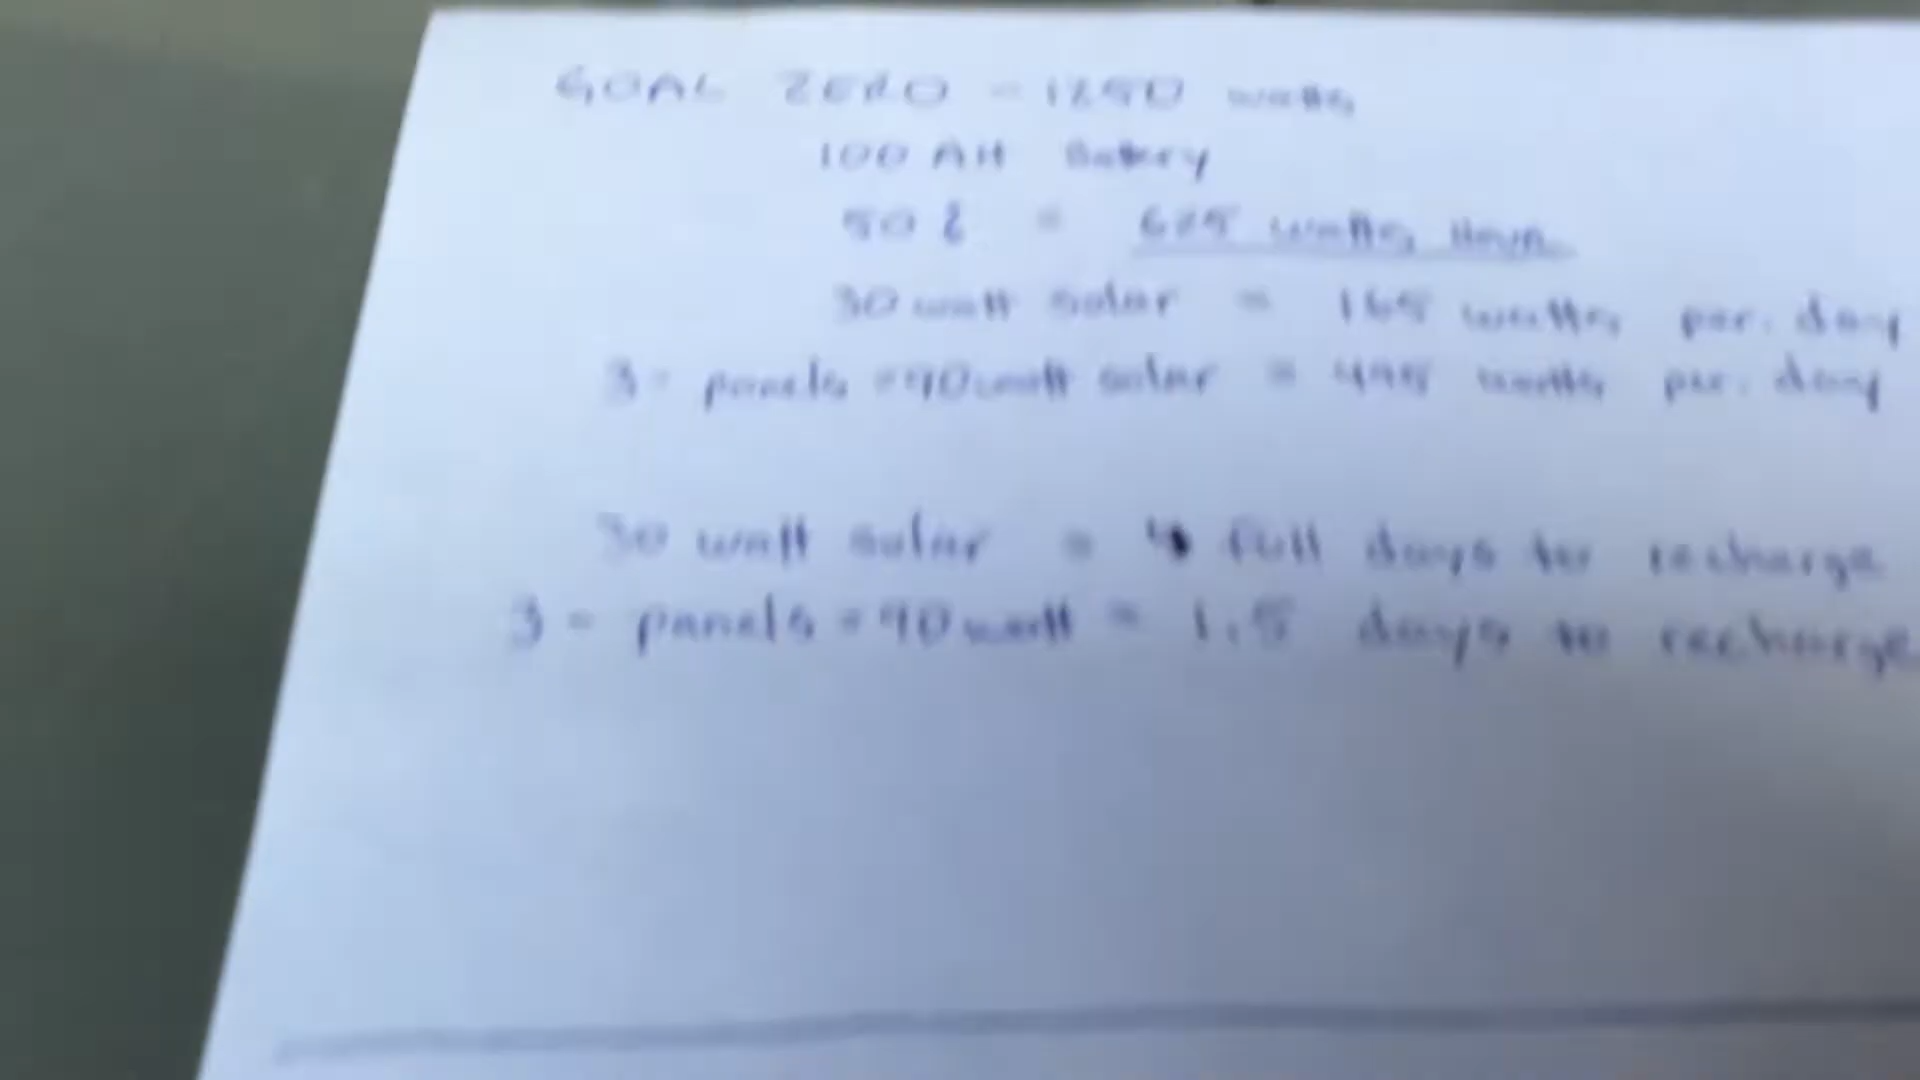 GOAL ZERO - 1250 watts
100 AH Battery
50 % = 625 watts Hours
30 watt solar = 165 watts per. day
3 - panels = 90 watt solar = 495 watts per. day
30 watt solar = 4 full days to recharge
3 - panels = 90 watt = 1.5 days to recharge